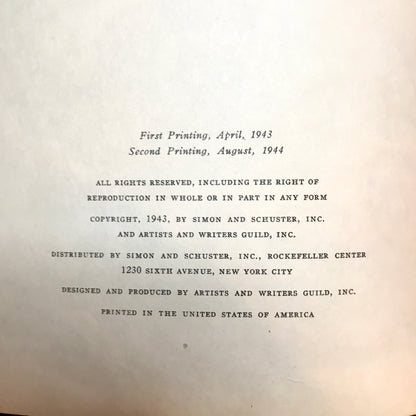 First Printing, April, 1943
Second Printing, August, 1944
ALL RIGHTS RESERVED, INCLUDING THE RIGHT OF
REPRODUCTION IN WHOLE OR IN PART IN ANY FORM
COPYRIGHT, 1943, BY SIMON AND SCHUSTER, INC.
AND ARTISTS AND WRITERS GUILD, INC.
DISTRIBUTED BY SIMON AND SCHUSTER, INC., ROCKEFELLER CENTER
1230 SIXTH AVENUE, NEW YORK CITY
DESIGNED AND PRODUCED BY ARTISTS AND WRITERS GUILD, INC.
PRINTED IN THE UNITED STATES OF AMERICA